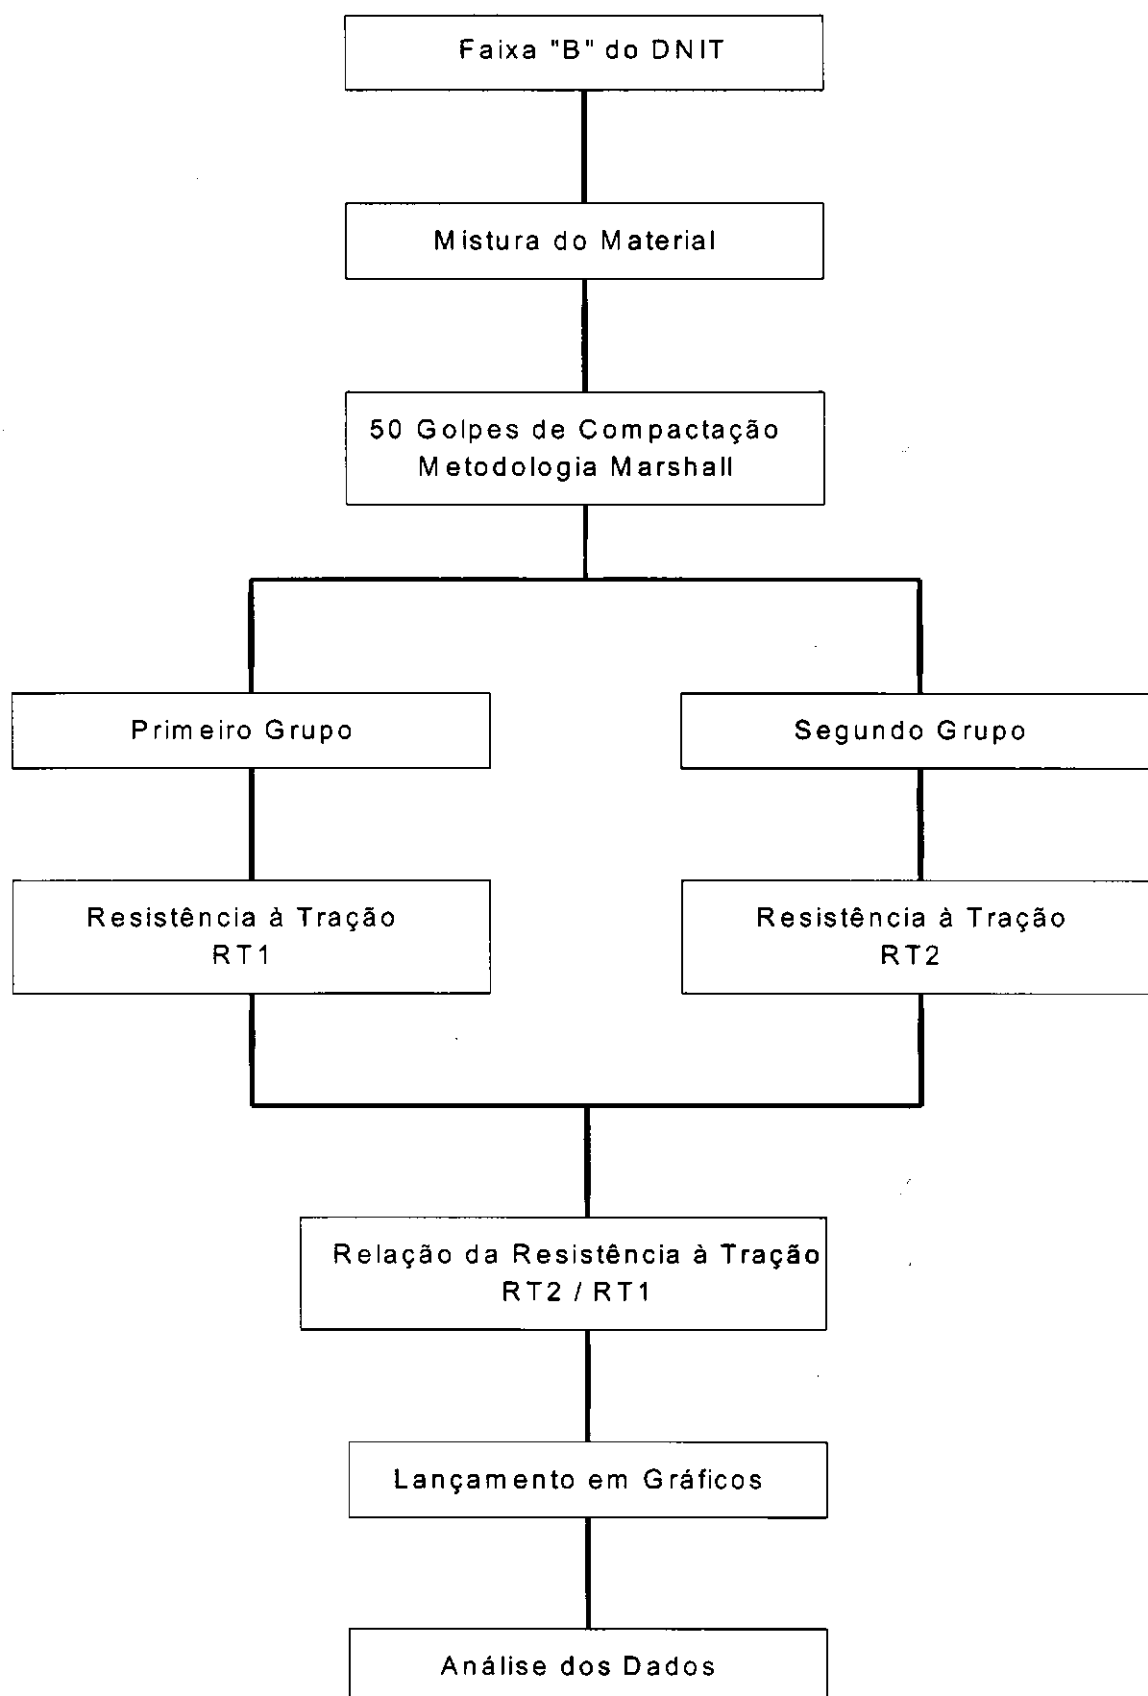 Faixa "B" do DNIT
Mistura do Material
50 Golpes de Compactação
Metodologia Marshall
Primeiro Grupo
Segundo Grupo
Resistência à Tração
RT1
Resistência à Tração
RT2
Relação da Resistência à Tração
RT2 / RT1
Lançamento em Gráficos
Análise dos Dados